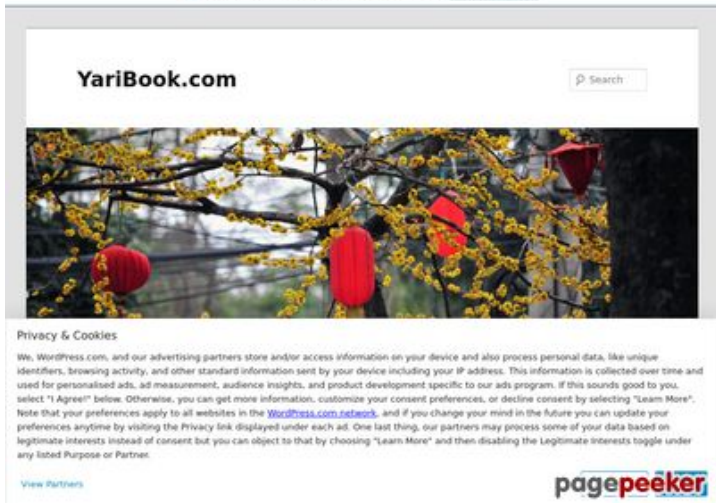 YariBook.com
Search
Privacy & Cookies
We, WordPress.com, and our advertising partners store and/or access information on your device and also process personal data, like unique
identifiers, browsing activity, and other standard information sent by your device including your IP address. This information is collected over time and
used for personalised ads, ad measurement, audience insights, and product development specific to our ads program. If this sounds good to you,
select "I Agree!" below. Otherwise, you can get more information, customize your consent preferences, or decline consent by selecting "Learn More".
Note that your preferences apply to all websites in the WordPress.com network, and if you change your mind in the future you can update your
preferences anytime by visiting the Privacy link displayed under each ad. One last thing, our partners may process some of your data based on
legitimate interests instead of consent but you can object to that by choosing "Learn More" and then disabling the Legitimate Interests toggle under
any listed Purpose or Partner.
View Partners
pagepeeker